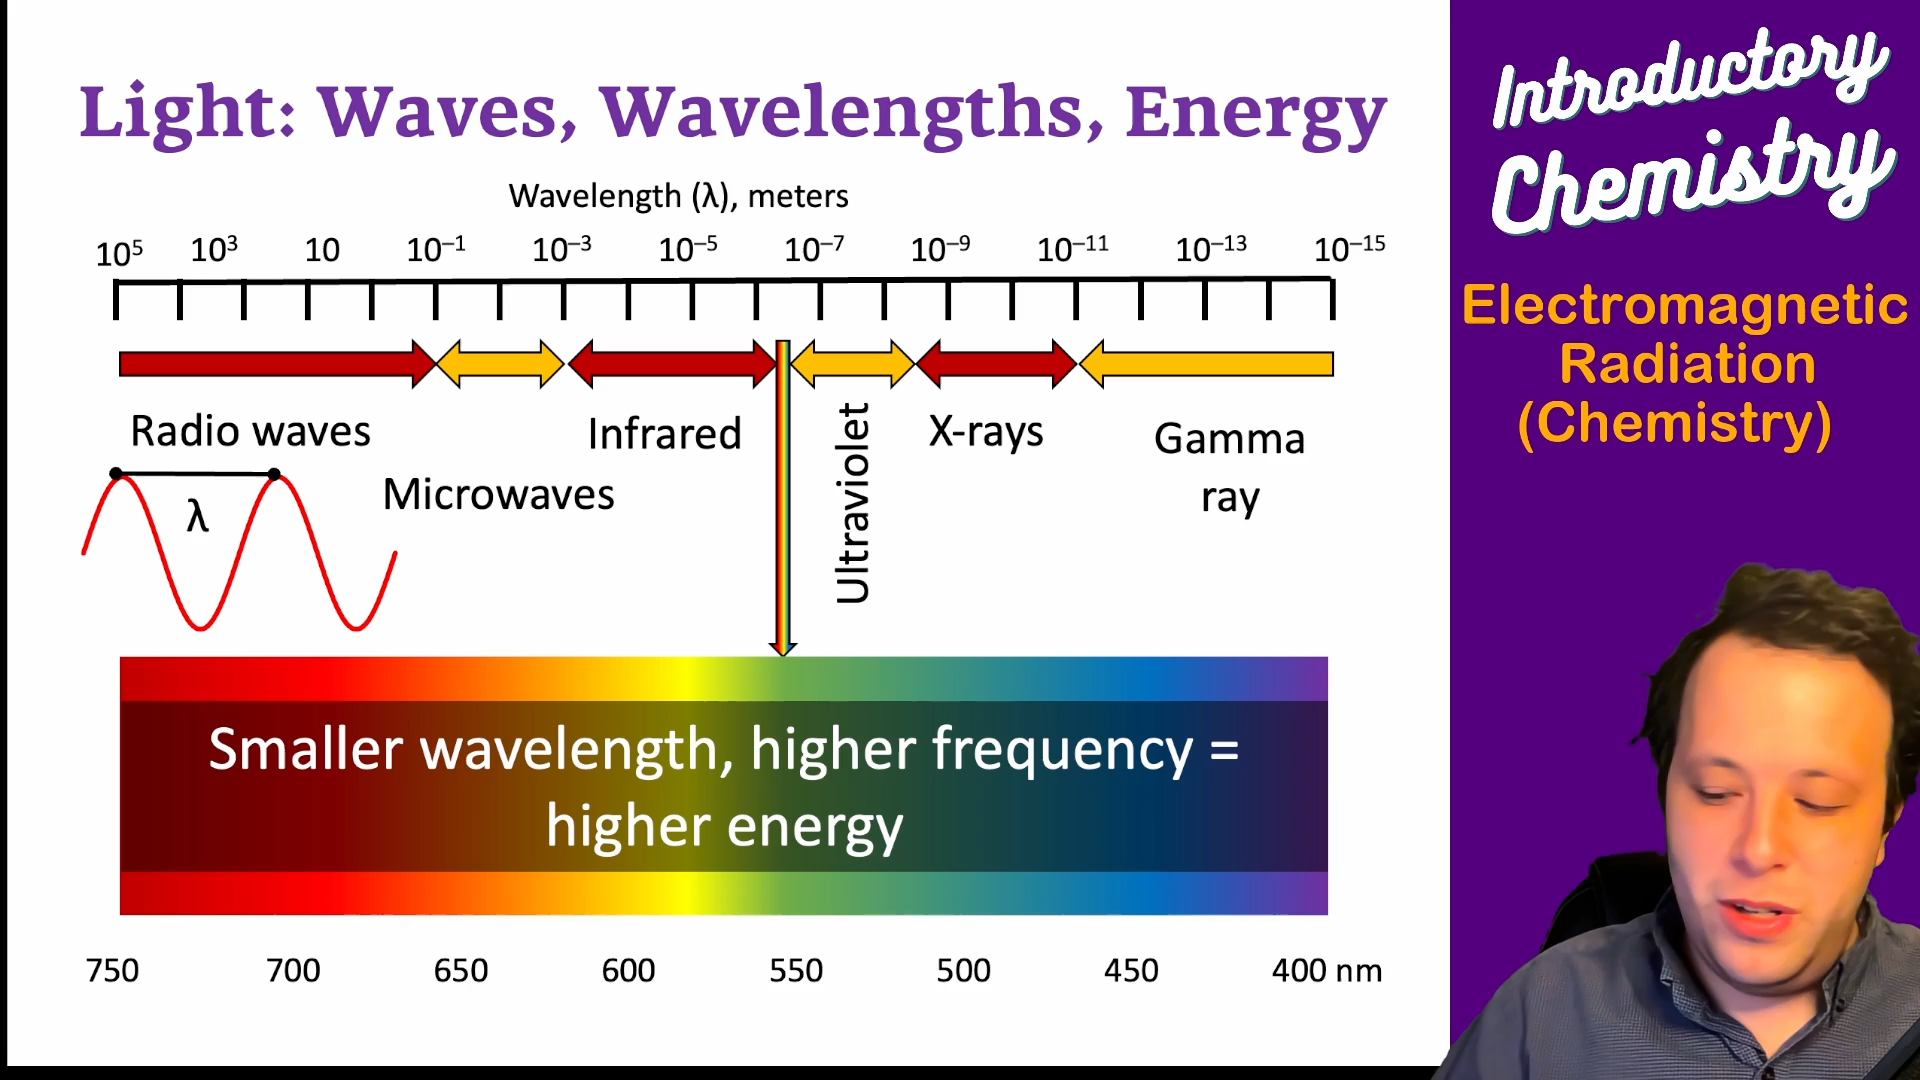 Light: Waves, Wavelengths, Energy
Wavelength (λ), meters
10⁵ 10³ 10 10⁻¹ 10⁻³ 10⁻⁵ 10⁻⁷ 10⁻⁹ 10⁻¹¹ 10⁻¹³ 10⁻¹⁵
Radio waves
Microwaves
Infrared
Ultraviolet
X-rays
Gamma
ray
λ
Smaller wavelength, higher frequency =
higher energy
750 700 650 600 550 500 450 400 nm
Introductory
Chemistry
Electromagnetic
Radiation
(Chemistry)